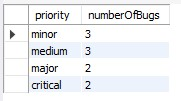 priority numberOfBugs
minor 3
medium 3
major 2
critical 2